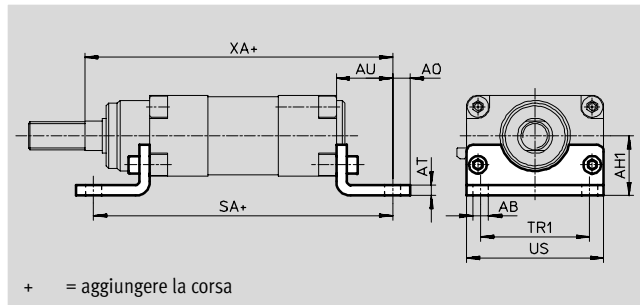 XA+
AU
AO
AT
SA+
AH1
AB
TR1
US
+ = aggiungere la corsa